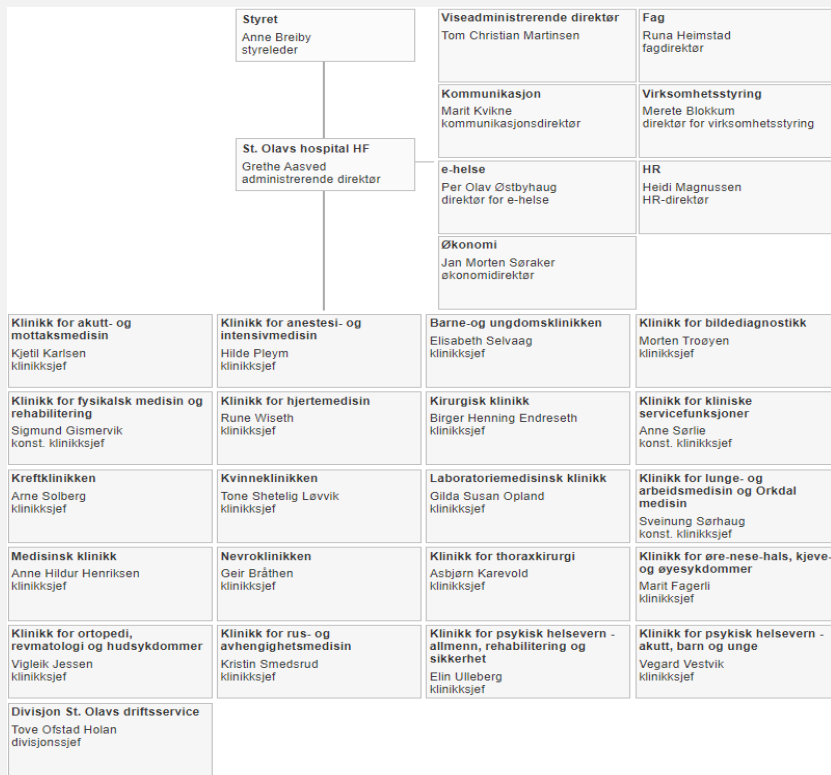 Styret
Anne Breiby
styreleder
Viseadministrerende direktør
Tom Christian Martinsen
Fag
Runa Heimstad
fagdirektør
Kommunikasjon
Marit Kvikne
kommunikasjonsdirektør
Virksomhetsstyring
Merete Blokkum
direktør for virksomhetsstyring
St. Olavs hospital HF
Grethe Aasved
administrerende direktør
e-helse
Per Olav Østbyhaug
direktør for e-helse
HR
Heidi Magnussen
HR-direktør
Økonomi
Jan Morten Søraker
økonomidirektør
Klinikk for akutt- og
mottaksmedisin
Kjetil Karlsen
klinikksjef
Klinikk for anestesi- og
intensivmedisin
Hilde Pleym
klinikksjef
Barne-og ungdomsklinikken
Elisabeth Selvaag
klinikksjef
Klinikk for bildediagnostikk
Morten Troøyen
klinikksjef
Klinikk for fysikalsk medisin og
rehabilitering
Sigmund Gismervik
konst. klinikksjef
Klinikk for hjertemedisin
Rune Wiseth
klinikksjef
Kirurgisk klinikk
Birger Henning Endreseth
klinikksjef
Klinikk for kliniske
servicefunksjoner
Anne Sørlie
konst. klinikksjef
Kreftklinikken
Arne Solberg
klinikksjef
Kvinneklinikken
Tone Shetelig Løvvik
klinikksjef
Laboratoriemedisinsk klinikk
Gilda Susan Opland
klinikksjef
Klinikk for lunge- og
arbeidsmedisin og Orkdal
medisin
Sveinung Sørhaug
konst. klinikksjef
Medisinsk klinikk
Anne Hildur Henriksen
klinikksjef
Nevroklinikken
Geir Bråthen
klinikksjef
Klinikk for thoraxkirurgi
Asbjørn Karevold
klinikksjef
Klinikk for øre-nese-hals, kjeve-
og øyesykdommer
Marit Fagerli
klinikksjef
Klinikk for ortopedi,
revmatologi og hudsykdommer
Vigleik Jessen
klinikksjef
Klinikk for rus- og
avhengighetsmedisin
Kristin Smedsrud
klinikksjef
Klinikk for psykisk helsevern -
allmenn, rehabilitering og
sikkerhet
Elin Ulleberg
klinikksjef
Klinikk for psykisk helsevern -
akutt, barn og unge
Vegard Vestvik
klinikksjef
Divisjon St. Olavs driftsservice
Tove Ofstad Holan
divisjonssjef